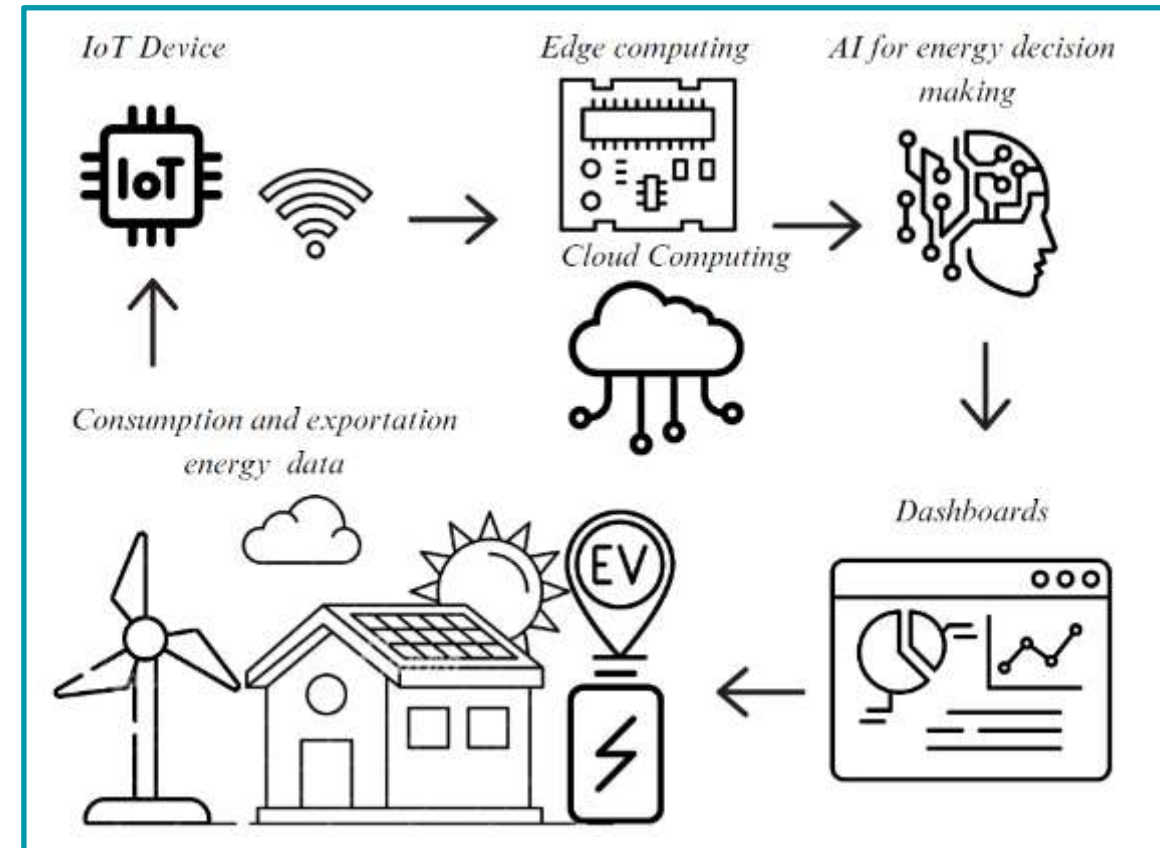 IoT Device
Edge computing
AI for energy decision
making
IoT
Cloud Computing
Consumption and exportation
energy data
Dashboards
EV